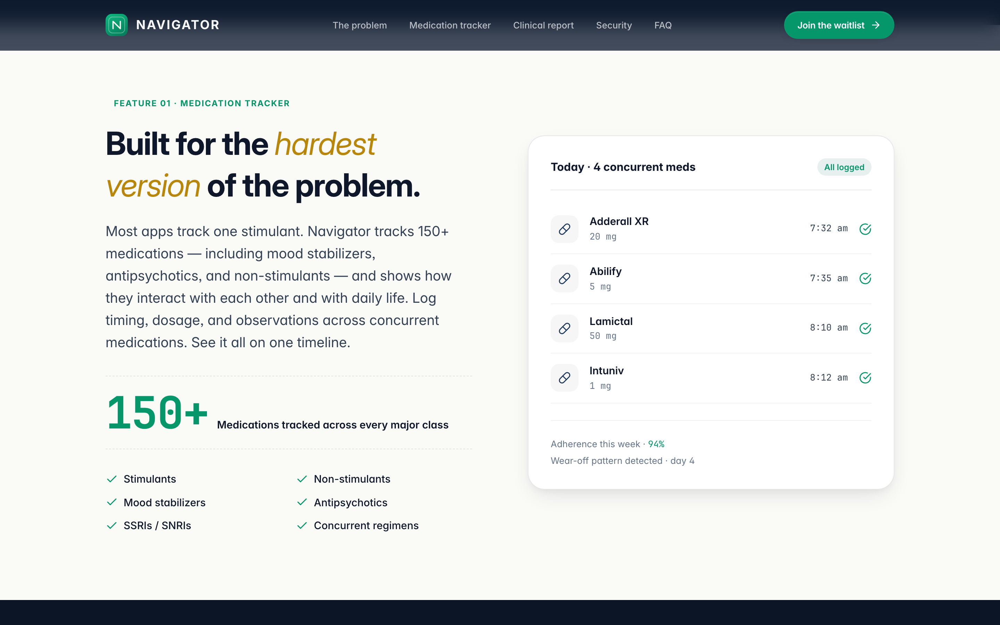 N NAVIGATOR
The problem
Medication tracker
Clinical report
Security
FAQ
Join the waitlist →
FEATURE 01 · MEDICATION TRACKER
Built for the hardest
version of the problem.
Most apps track one stimulant. Navigator tracks 150+
medications — including mood stabilizers,
antipsychotics, and non-stimulants — and shows how
they interact with each other and with daily life. Log
timing, dosage, and observations across concurrent
medications. See it all on one timeline.
150+ Medications tracked across every major class
Stimulants
Non-stimulants
Mood stabilizers
Antipsychotics
SSRIs / SNRIs
Concurrent regimens
Today · 4 concurrent meds
All logged
Adderall XR
20 mg
7:32 am
Abilify
5 mg
7:35 am
Lamictal
50 mg
8:10 am
Intuniv
1 mg
8:12 am
Adherence this week · 94%
Wear-off pattern detected · day 4